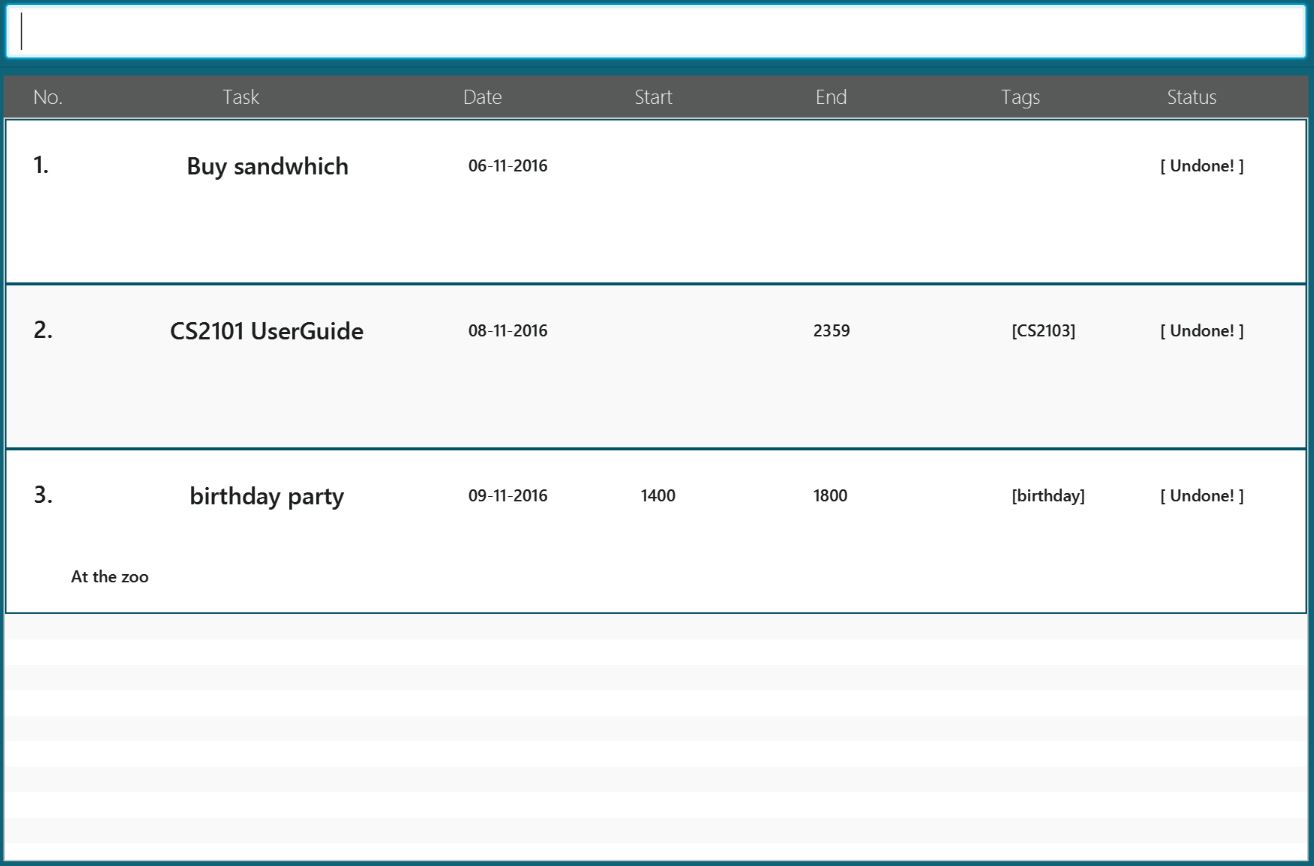 No. Task Date Start End Tags Status
1. Buy sandwhich 06-11-2016 [ Undone! ]
2. CS2101 UserGuide 08-11-2016 2359 [CS2103] [ Undone! ]
3. birthday party 09-11-2016 1400 1800 [birthday] [ Undone! ]
At the zoo